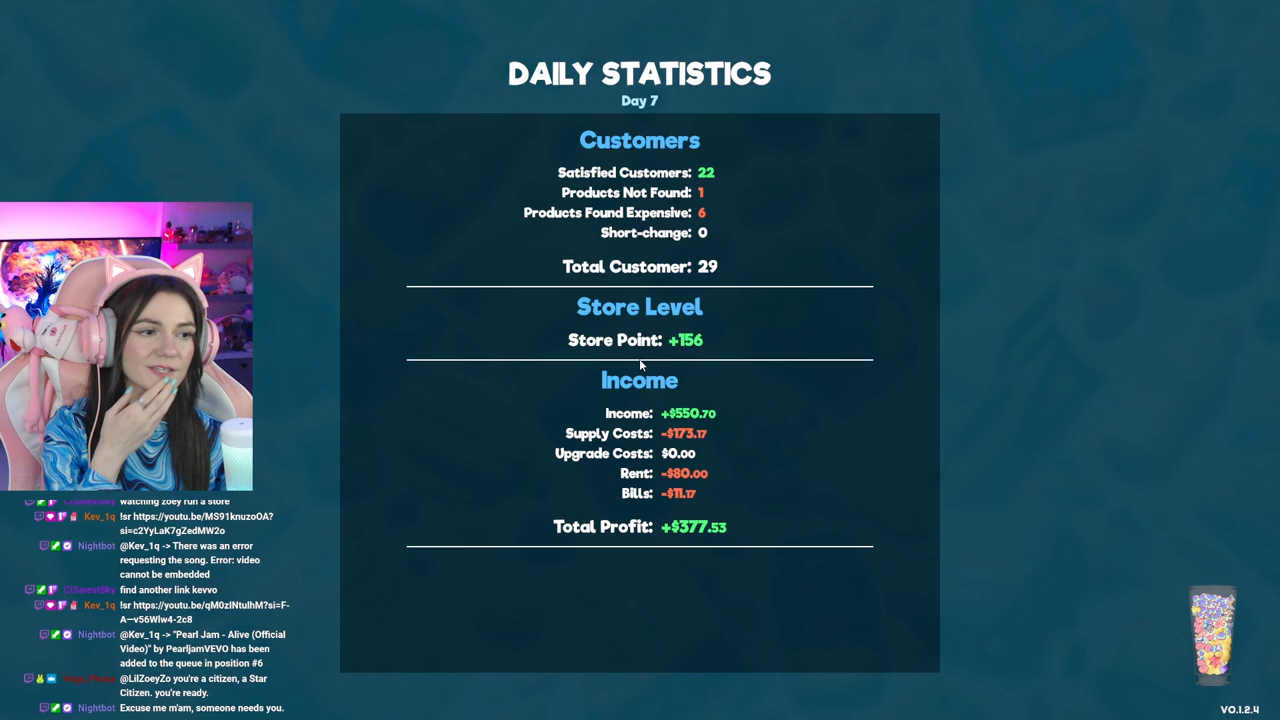 DAILY STATISTICS
Day 7
Customers
Satisfied Customers: 22
Products Not Found: 1
Products Found Expensive: 6
Short-change: 0
Total Customer: 29
Store Level
Store Point: +156
Income
Income: +$550.70
Supply Costs: -$173.17
Upgrade Costs: $0.00
Rent: -$80.00
Bills: -$11.17
Total Profit: +$377.53
watching zoey run a store
Kev_1q !sr https://youtu.be/MS91knuzoOA?
si=c2YyLaK7gZedMW2o
Nightbot @Kev_1q -> There was an error
requesting the song. Error: video
cannot be embedded
Cl3arestSky find another link kevvo
Kev_1q !sr https://youtu.be/qM0zINtulhM?si=F-
A—v56Wlw4-2c8
Nightbot @Kev_1q -> "Pearl Jam - Alive (Official
Video)" by PearljamVEVO has been
added to the queue in position #6
@LilZoeyZo you're a citizen, a Star
Citizen. you're ready.
Nightbot Excuse me m'am, someone needs you.
V0.1.2.4